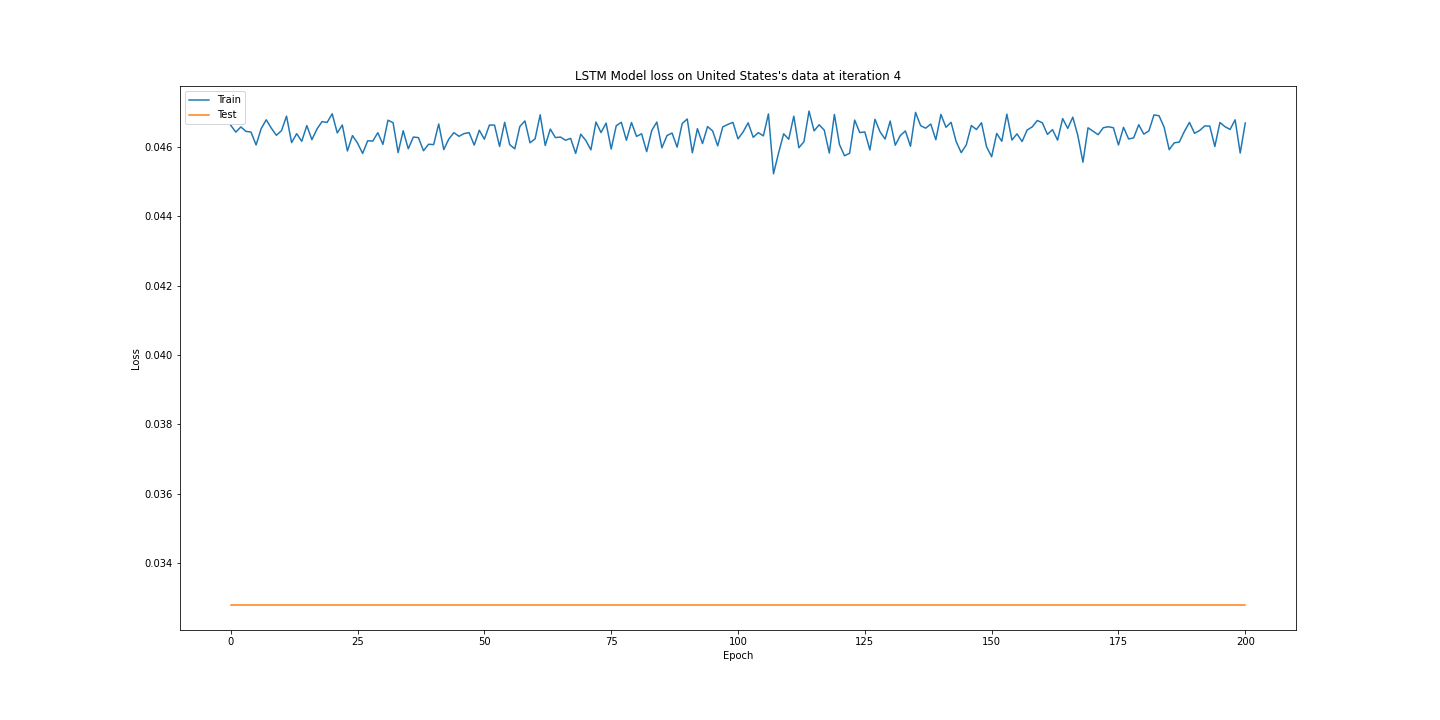 LSTM Model loss on United States's data at iteration 4
Train
Test
0.046
0.044
0.042
0.040
0.038
0.036
0.034
Loss
0 25 50 75 100 125 150 175 200
Epoch